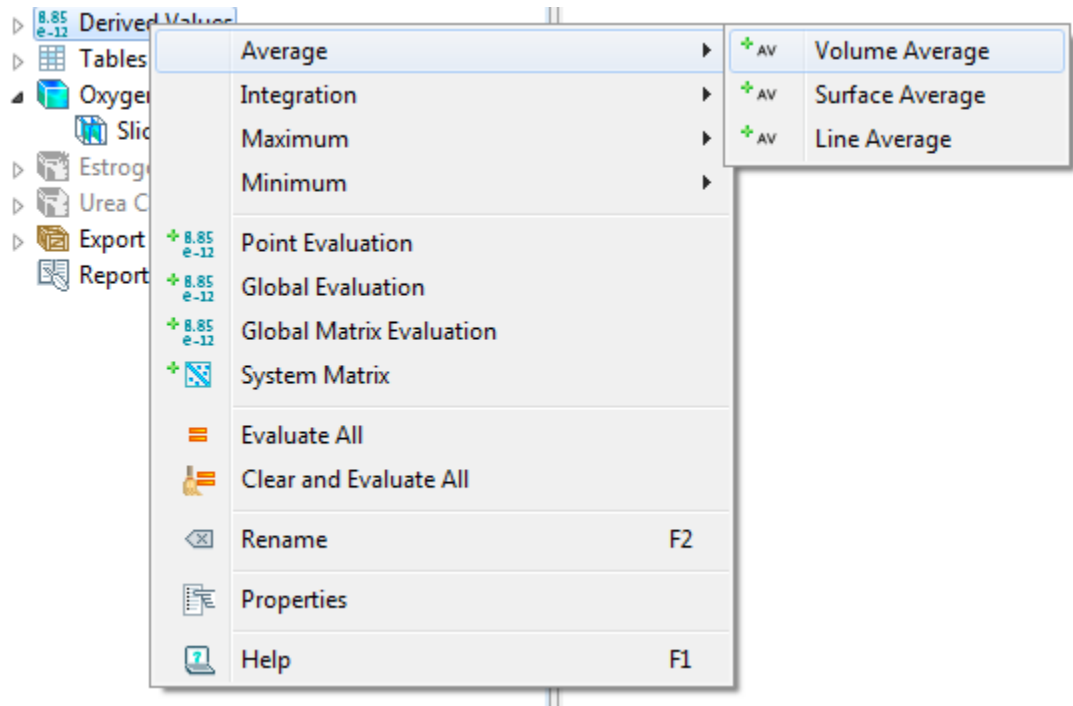 8.85
e-12
Derived Values
Tables
Oxygen
Slic
Estrog
Urea C
Export
Report
Average
Integration
Maximum
Minimum
8.85
e-12
Point Evaluation
8.85
e-12
Global Evaluation
8.85
e-12
Global Matrix Evaluation
System Matrix
Evaluate All
Clear and Evaluate All
Rename F2
Properties
? Help F1
AV Volume Average
AV Surface Average
AV Line Average